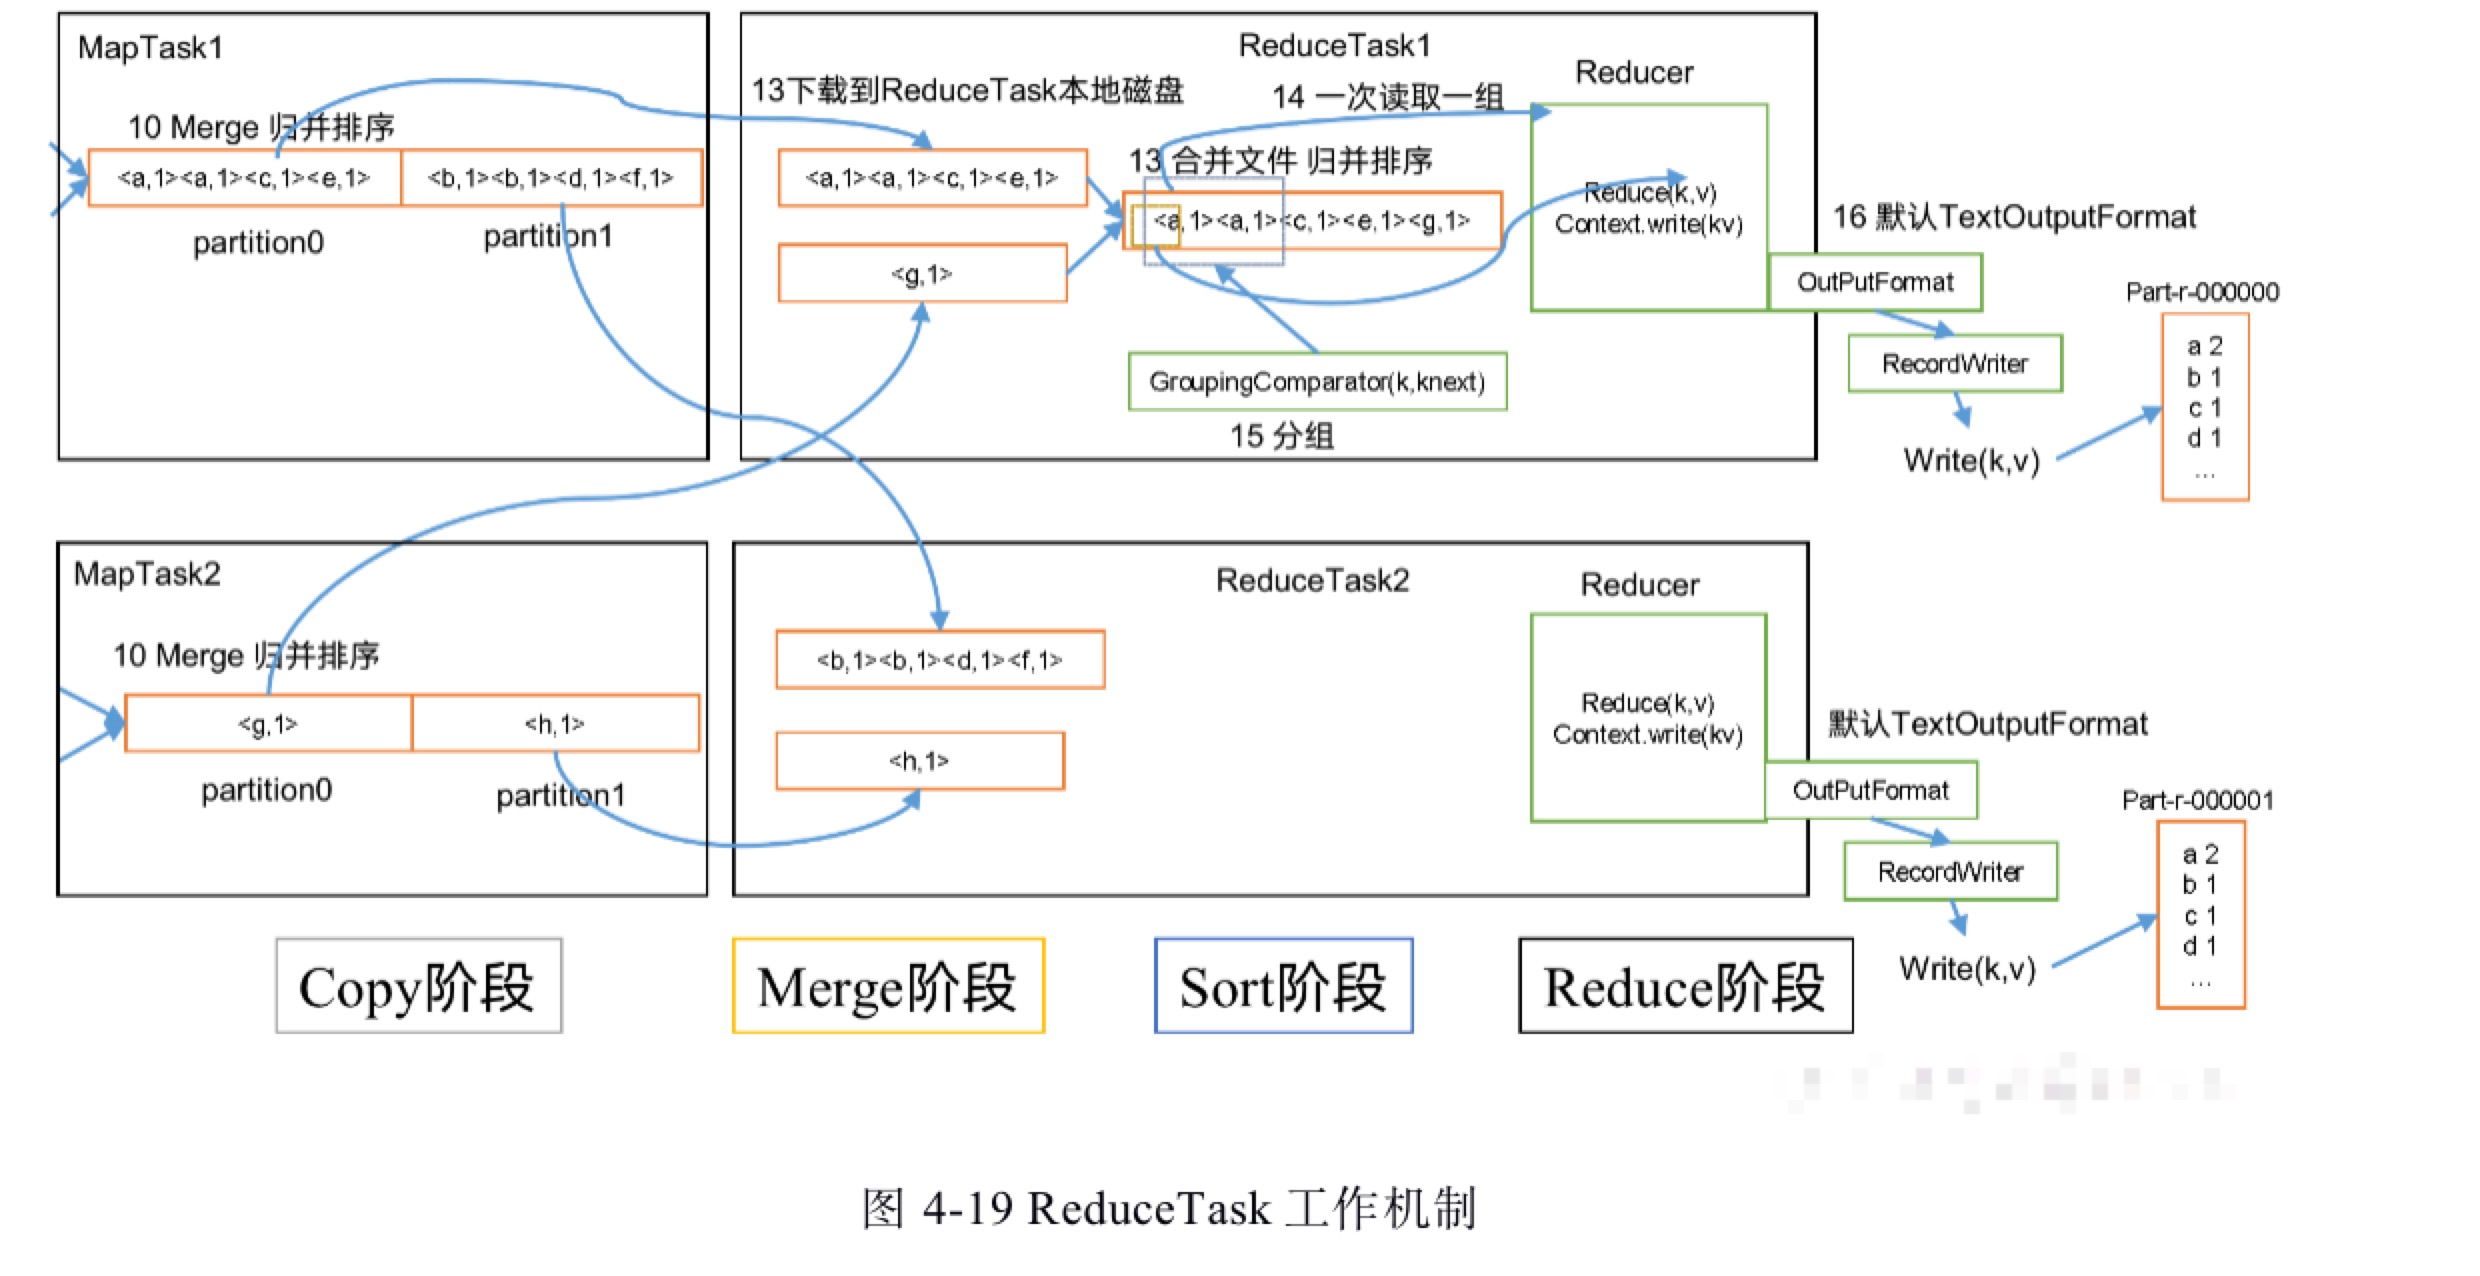 MapTask1
10 Merge 归并排序
<a,1><a,1><c,1><e,1>
<b,1><b,1><d,1><f,1>
partition0
partition1
ReduceTask1
13下载到ReduceTask本地磁盘
14 一次读取一组
Reducer
13 合并文件 归并排序
<a,1><a,1><c,1><e,1>
<a,1><a,1><c,1><e,1><g,1>
<g,1>
Reduce(k,v)
Context.write(kv)
GroupingComparator(k,knext)
15 分组
16 默认TextOutputFormat
OutPutFormat
RecordWriter
Write(k,v)
Part-r-000000
a 2
b 1
c 1
d 1
...
MapTask2
10 Merge 归并排序
<g,1>
<h,1>
partition0
partition1
ReduceTask2
Reducer
<b,1><b,1><d,1><f,1>
<h,1>
Reduce(k,v)
Context.write(kv)
默认TextOutputFormat
OutPutFormat
RecordWriter
Write(k,v)
Part-r-000001
a 2
b 1
c 1
d 1
...
Copy阶段
Merge阶段
Sort阶段
Reduce阶段
图 4-19 ReduceTask 工作机制